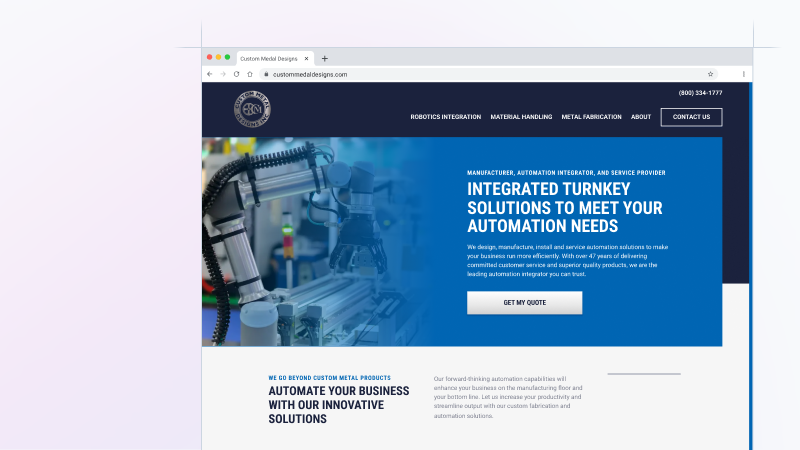 Custom Medal Designs
custommedaldesigns.com
(800) 334-1777
ROBOTICS INTEGRATION MATERIAL HANDLING METAL FABRICATION ABOUT CONTACT US
MANUFACTURER, AUTOMATION INTEGRATOR, AND SERVICE PROVIDER
INTEGRATED TURNKEY
SOLUTIONS TO MEET YOUR
AUTOMATION NEEDS
We design, manufacture, install and service automation solutions to make
your business run more efficiently. With over 47 years of delivering
committed customer service and superior quality products, we are the
leading automation integrator you can trust.
GET MY QUOTE
WE GO BEYOND CUSTOM METAL PRODUCTS
AUTOMATE YOUR BUSINESS
WITH OUR INNOVATIVE
SOLUTIONS
Our forward-thinking automation capabilities will
enhance your business on the manufacturing floor and
your bottom line. Let us increase your productivity and
streamline output with our custom fabrication and
automation solutions.